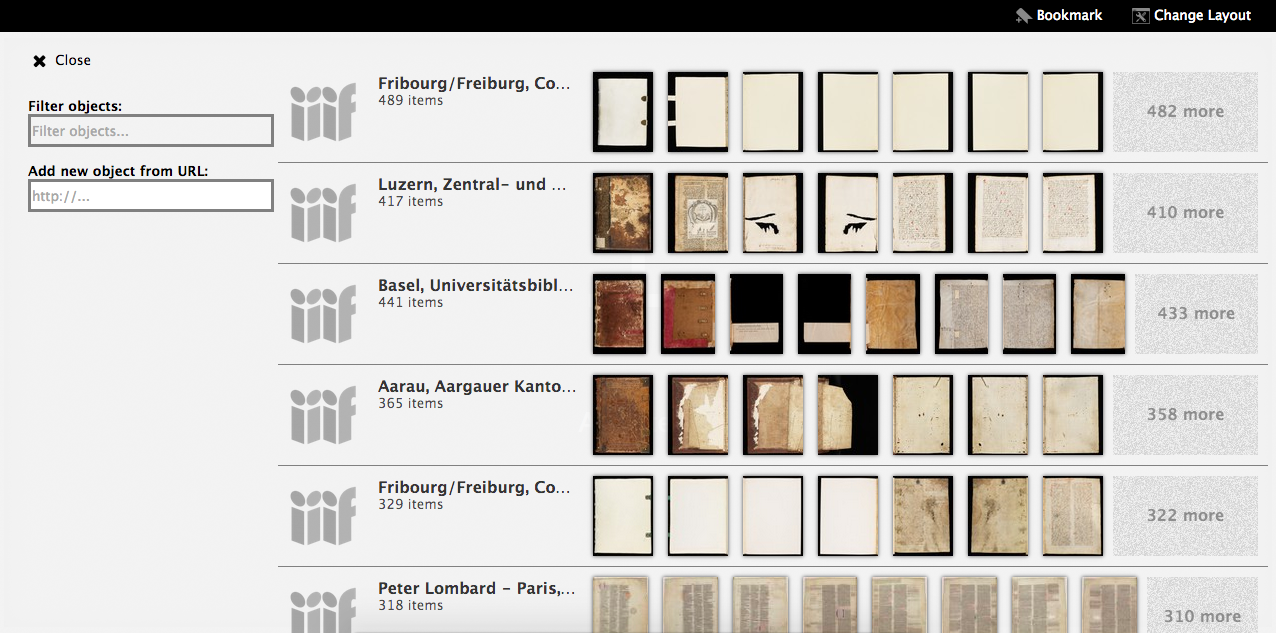 Bookmark
Change Layout
Close
Filter objects:
Filter objects...
Add new object from URL:
http://...
iiif
Fribourg/Freiburg, Co...
489 items
482 more
iiif
Luzern, Zentral- und ...
417 items
410 more
iiif
Basel, Universitätsbibl...
441 items
433 more
iiif
Aarau, Aargauer Kanto...
365 items
358 more
iiif
Fribourg/Freiburg, Co...
329 items
322 more
iiif
Peter Lombard - Paris,...
318 items
310 more